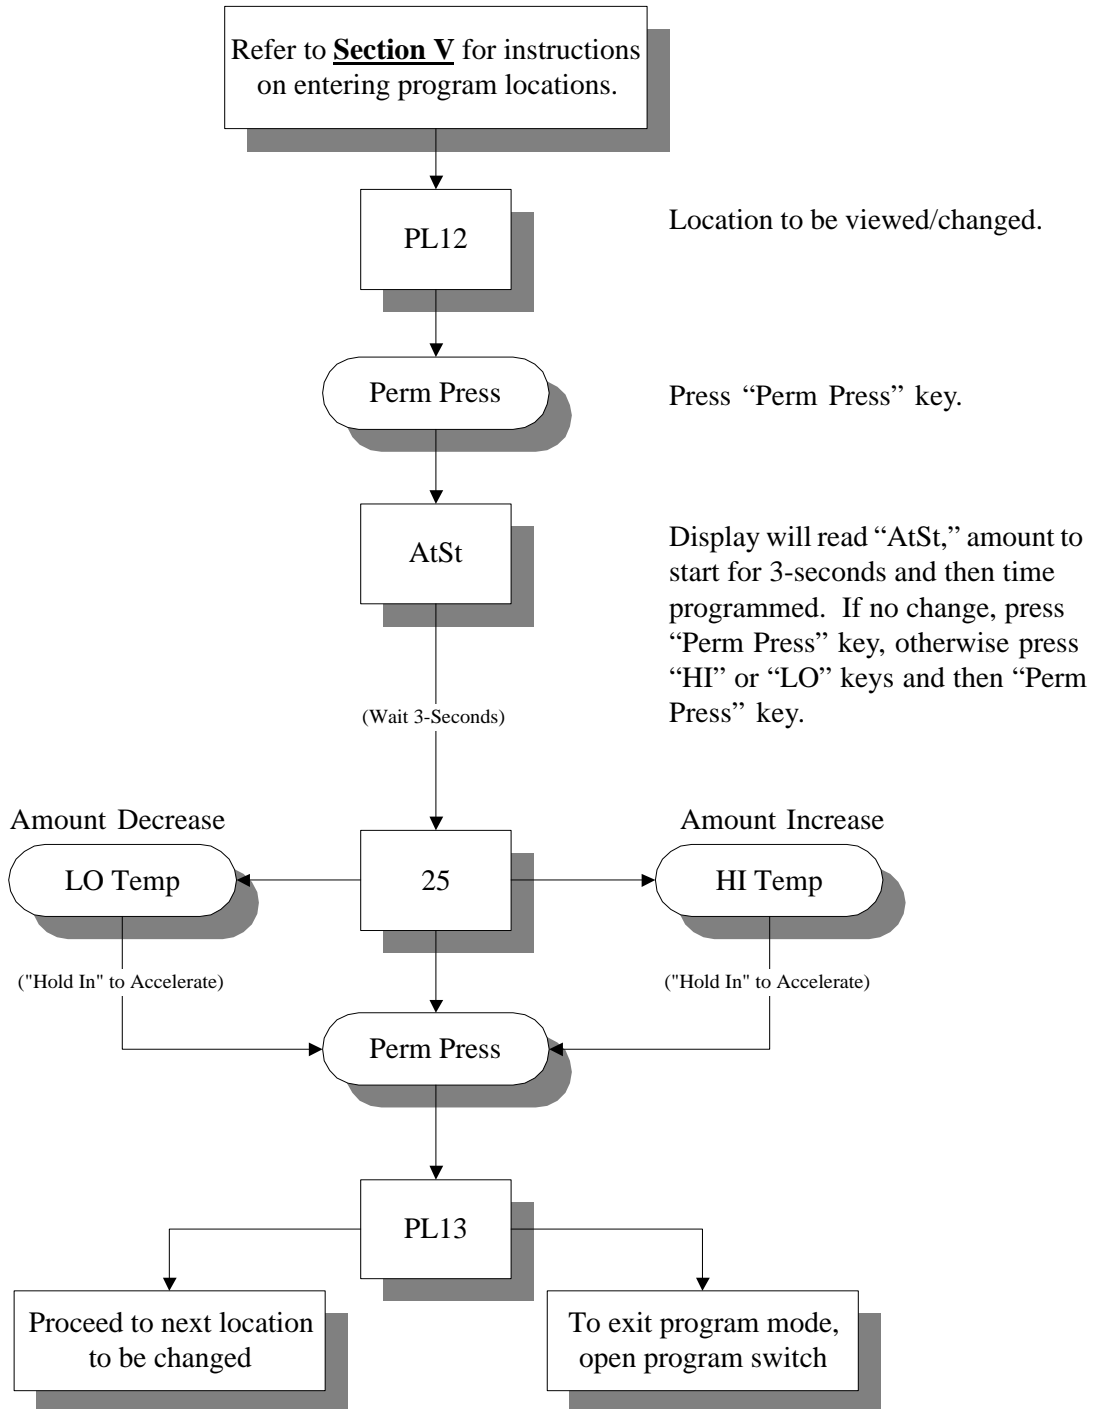 Refer to Section V for instructions
on entering program locations.
PL12
Location to be viewed/changed.
Perm Press
Press “Perm Press” key.
AtSt
Display will read “AtSt,” amount to
start for 3-seconds and then time
programmed. If no change, press
“Perm Press” key, otherwise press
“HI” or “LO” keys and then “Perm
Press” key.
(Wait 3-Seconds)
Amount Decrease
Amount Increase
LO Temp
25
HI Temp
("Hold In" to Accelerate)
("Hold In" to Accelerate)
Perm Press
PL13
Proceed to next location
to be changed
To exit program mode,
open program switch